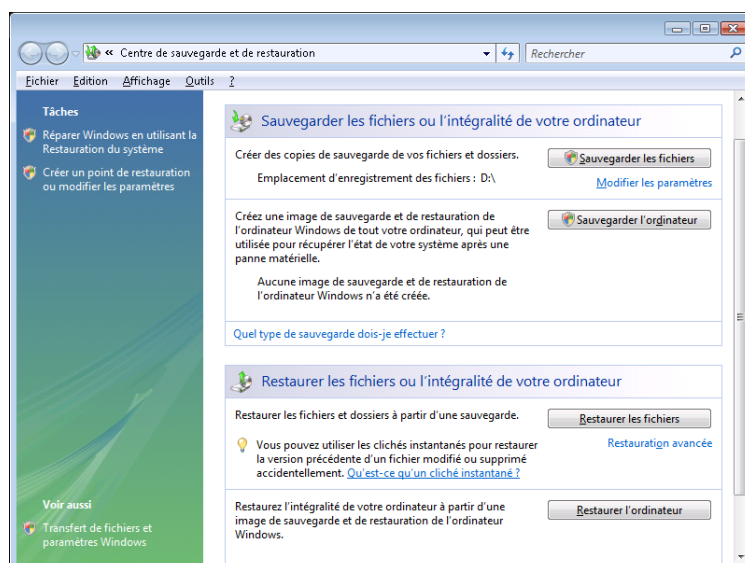 « Centre de sauvegarde et de restauration
Rechercher
Fichier Edition Affichage Outils ?
Tâches
Réparer Windows en utilisant la
Restauration du système
Créer un point de restauration
ou modifier les paramètres
Voir aussi
Transfert de fichiers et
paramètres Windows
Sauvegarder les fichiers ou l'intégralité de votre ordinateur
Créer des copies de sauvegarde de vos fichiers et dossiers.
Sauvegarder les fichiers
Emplacement d'enregistrement des fichiers : D:\
Modifier les paramètres
Créez une image de sauvegarde et de restauration de
l'ordinateur Windows de tout votre ordinateur, qui peut être
utilisée pour récupérer l'état de votre système après une
panne matérielle.
Sauvegarder l'ordinateur
Aucune image de sauvegarde et de restauration de
l'ordinateur Windows n'a été créée.
Quel type de sauvegarde dois-je effectuer ?
Restaurer les fichiers ou l'intégralité de votre ordinateur
Restaurer les fichiers et dossiers à partir d'une sauvegarde.
Restaurer les fichiers
Vous pouvez utiliser les clichés instantanés pour restaurer
la version précédente d'un fichier modifié ou supprimé
accidentellement. Qu'est-ce qu'un cliché instantané ?
Restauration avancée
Restaurez l'intégralité de votre ordinateur à partir d'une
image de sauvegarde et de restauration de l'ordinateur
Windows.
Restaurer l'ordinateur